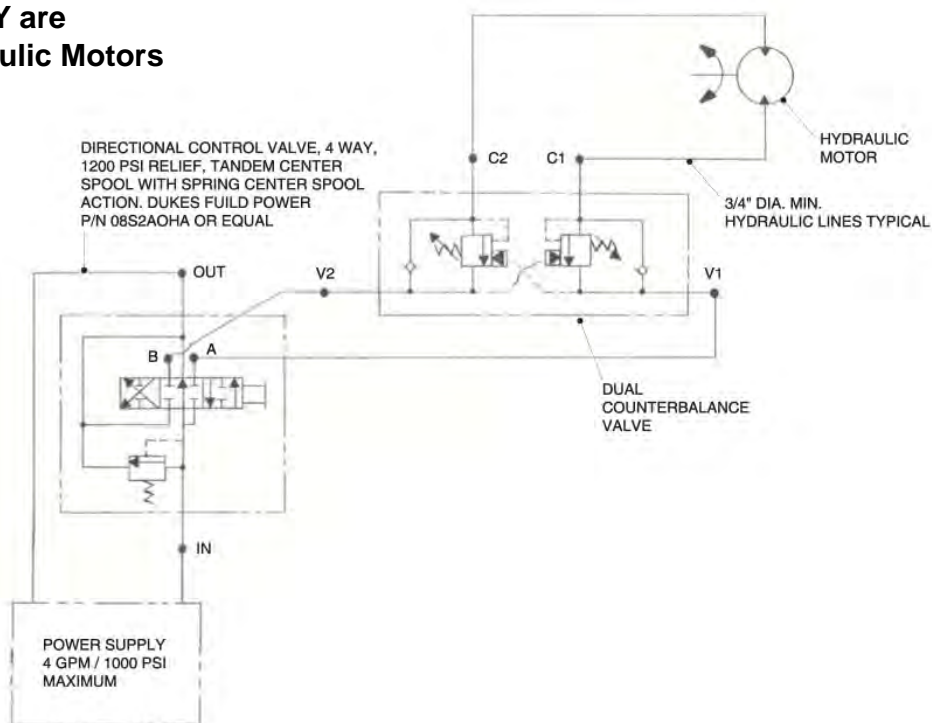 Y are
ulic Motors
DIRECTIONAL CONTROL VALVE, 4 WAY,
1200 PSI RELIEF, TANDEM CENTER
SPOOL WITH SPRING CENTER SPOOL
ACTION. DUKES FUILD POWER
P/N 08S2AOHA OR EQUAL
C2
C1
HYDRAULIC
MOTOR
3/4" DIA. MIN.
HYDRAULIC LINES TYPICAL
OUT
V2
V1
B
A
DUAL
COUNTERBALANCE
VALVE
IN
POWER SUPPLY
4 GPM / 1000 PSI
MAXIMUM